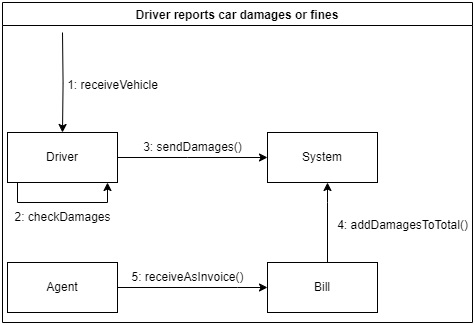 Driver reports car damages or fines
1: receiveVehicle
Driver
3: sendDamages()
System
2: checkDamages
4: addDamagesToTotal()
Agent
5: receiveAsInvoice()
Bill